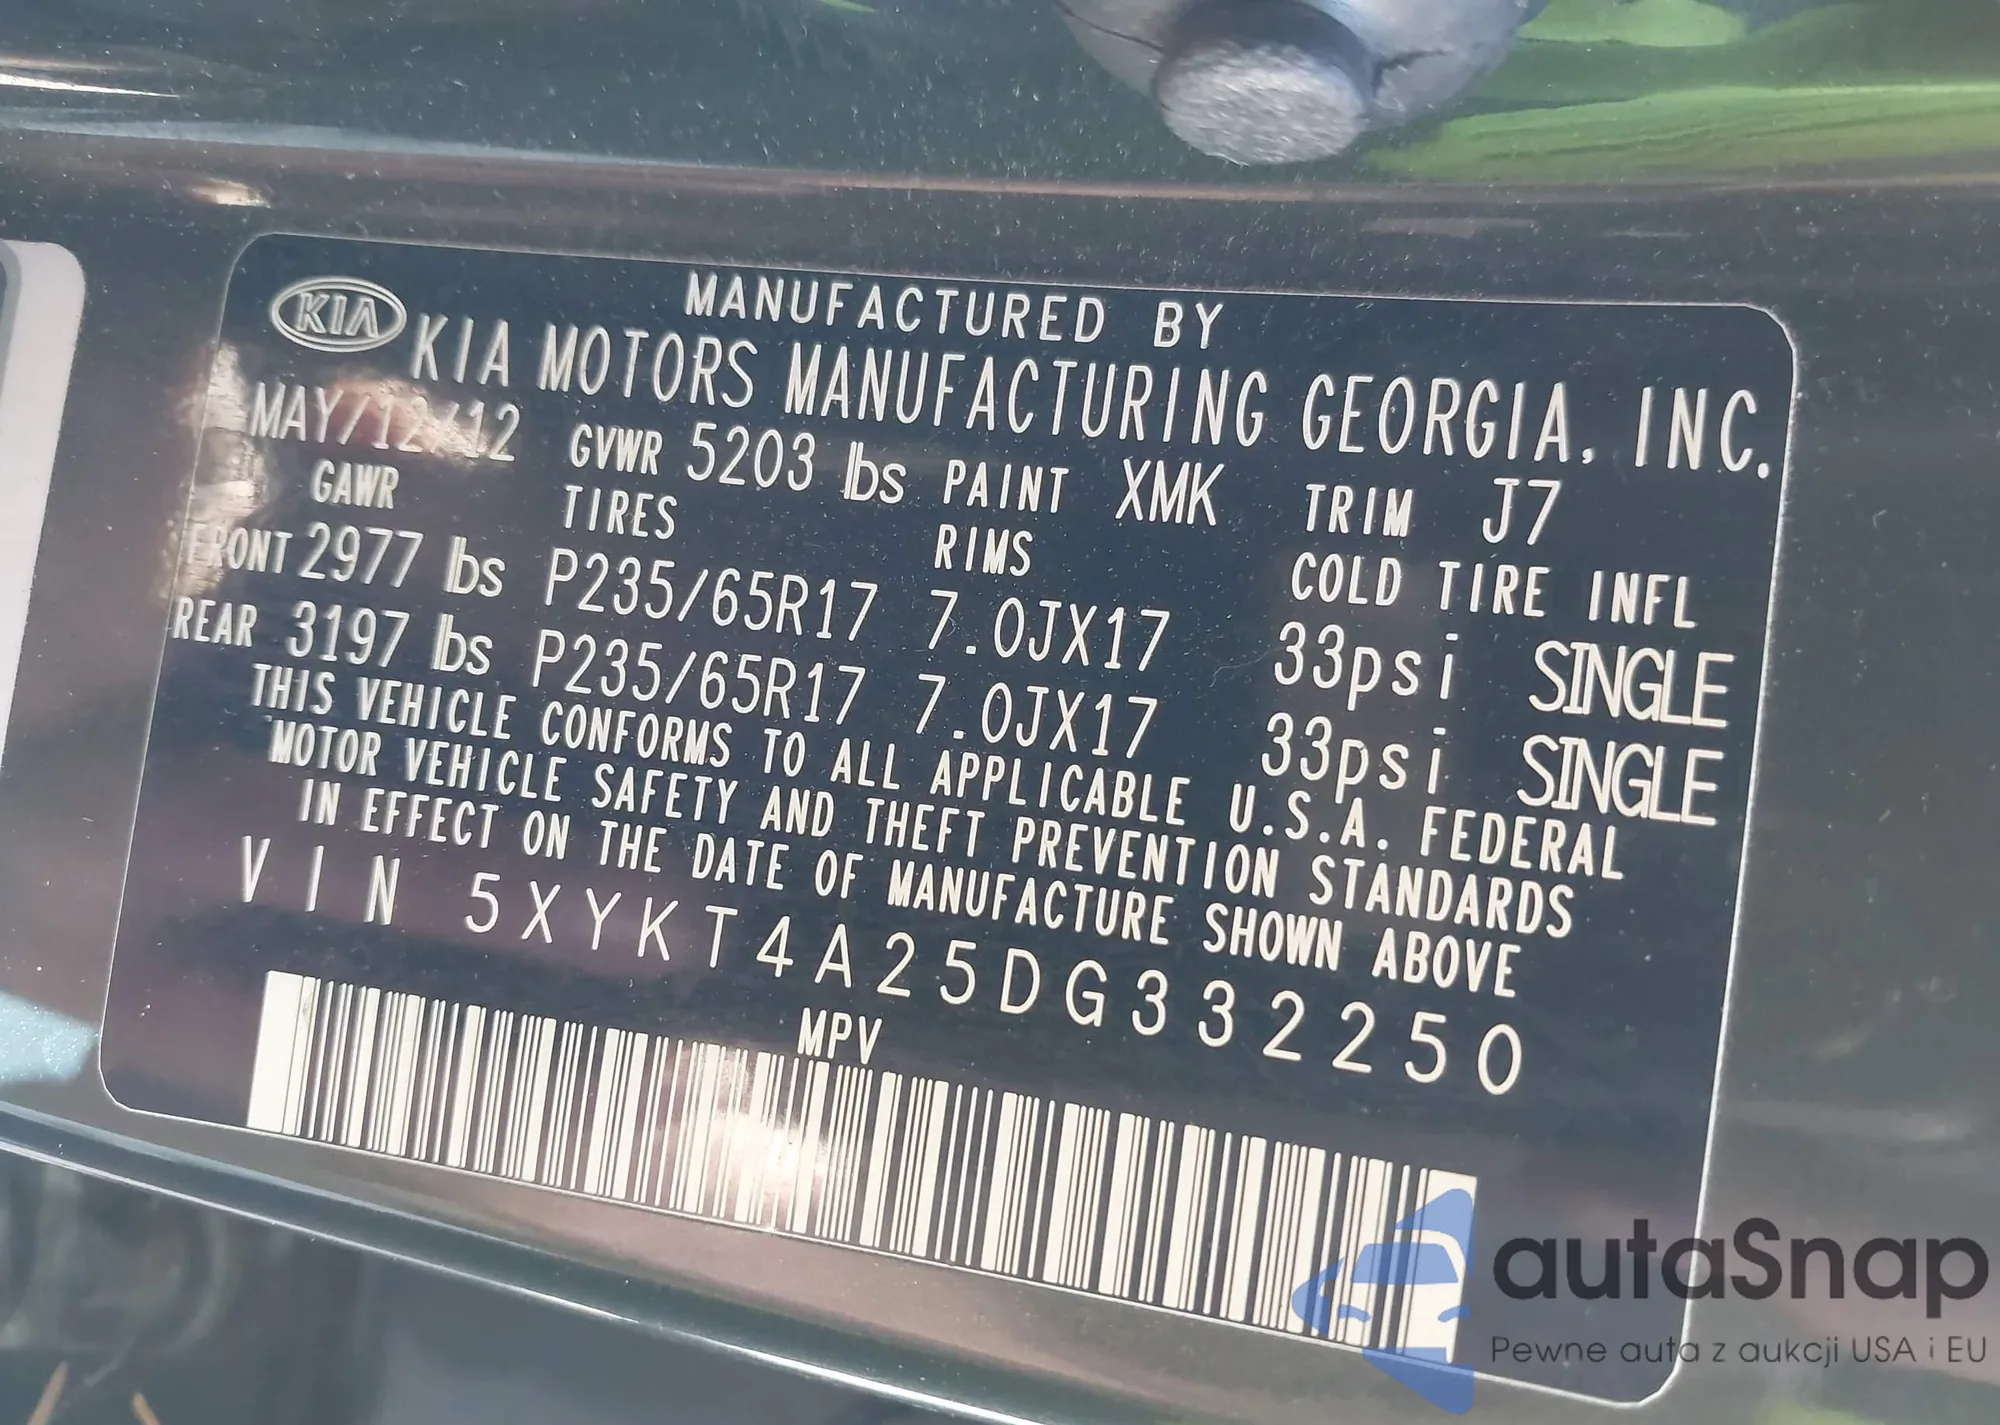 KIA
MANUFACTURED BY
KIA MOTORS MANUFACTURING GEORGIA, INC.
MAY/12/12 GVWR 5203 lbs PAINT XMK TRIM J7
GAWR TIRES RIMS COLD TIRE INFL
FRONT 2977 lbs P235/65R17 7.0JX17 33psi SINGLE
REAR 3197 lbs P235/65R17 7.0JX17 33psi SINGLE
THIS VEHICLE CONFORMS TO ALL APPLICABLE U.S.A. FEDERAL
MOTOR VEHICLE SAFETY AND THEFT PREVENTION STANDARDS
IN EFFECT ON THE DATE OF MANUFACTURE SHOWN ABOVE
VIN 5XYKT4A25DG332250
MPV
autaSnap
Pewne auta z aukcji USA i EU